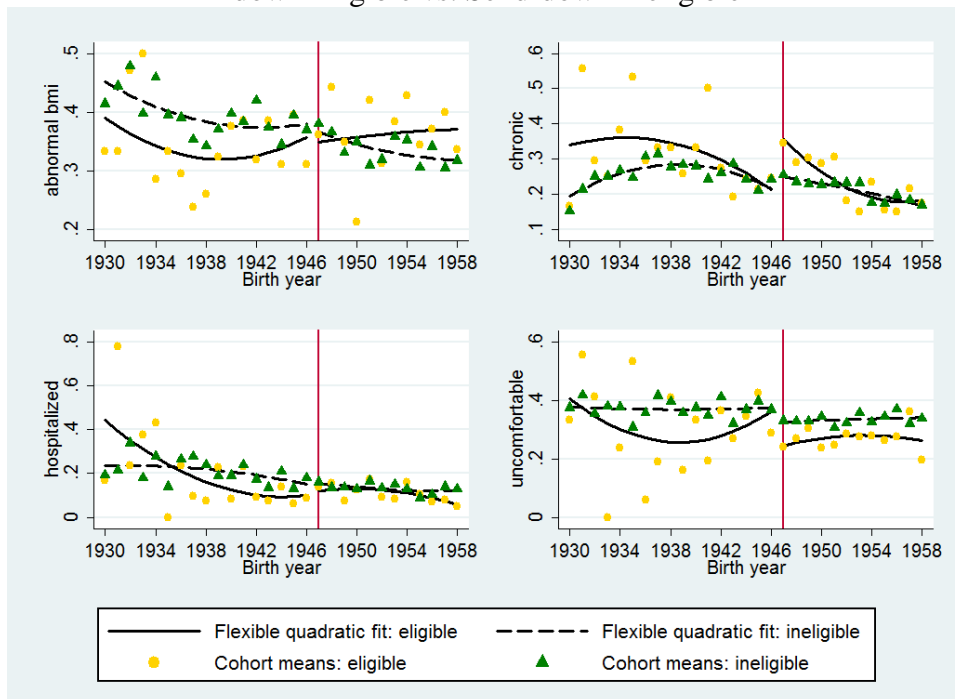 .5
.4
.3
.2
abnormal bmi
1930 1934 1938 1942 1946 1950 1954 1958
Birth year
.6
.5
.4
.3
.2
.1
chronic
1930 1934 1938 1942 1946 1950 1954 1958
Birth year
.8
.6
.4
.2
0
hospitalized
1930 1934 1938 1942 1946 1950 1954 1958
Birth year
.6
.4
.2
0
uncomfortable
1930 1934 1938 1942 1946 1950 1954 1958
Birth year
Flexible quadratic fit: eligible
Flexible quadratic fit: ineligible
Cohort means: eligible
Cohort means: ineligible